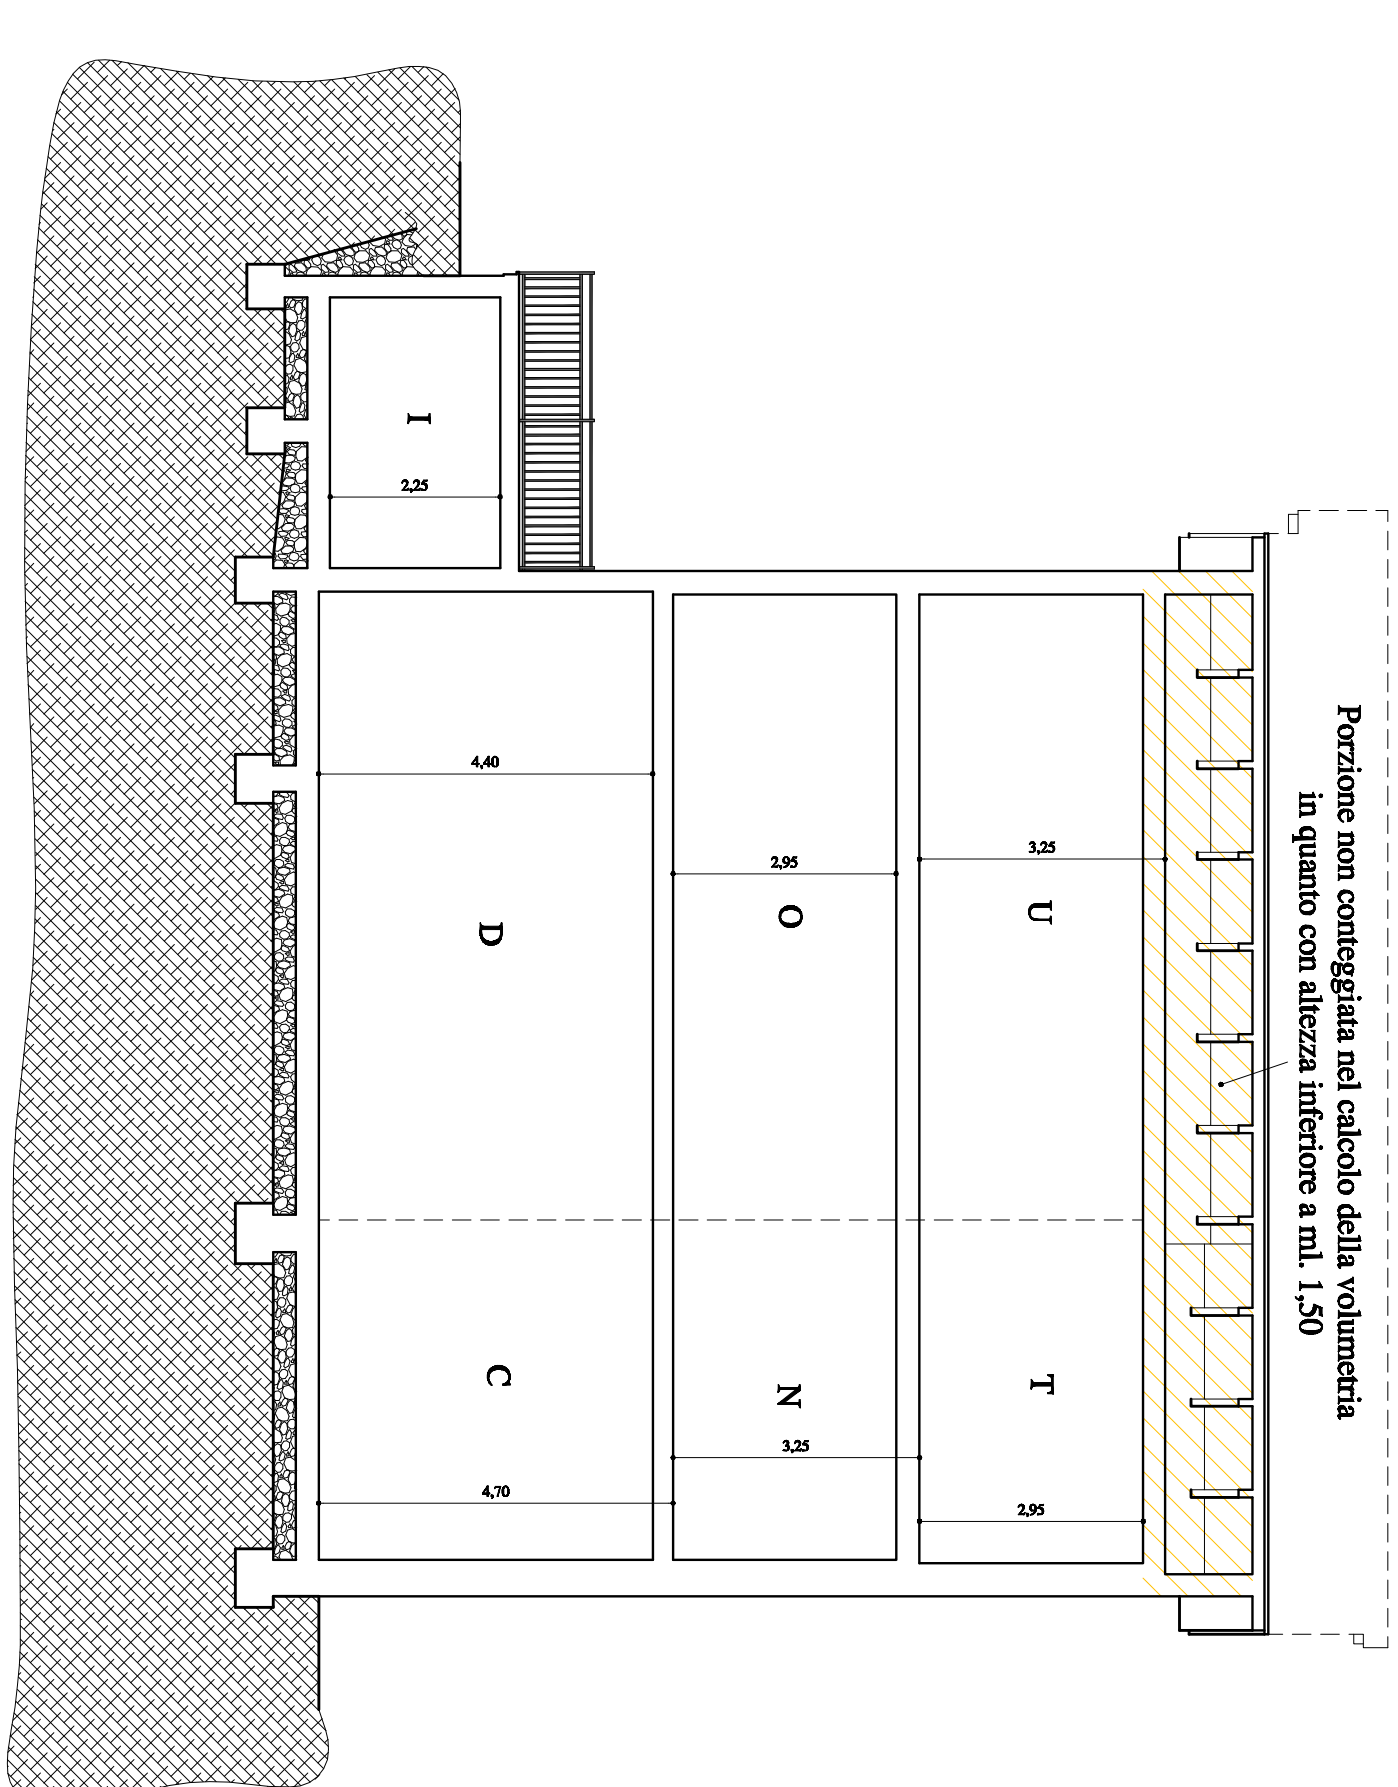 Porzione non conteggiata nel calcolo della volumetria
in quanto con altezza inferiore a ml. 1,50
U
T
3,25
2,95
O
N
2,95
3,25
D
C
4,40
4,70
I
2,25